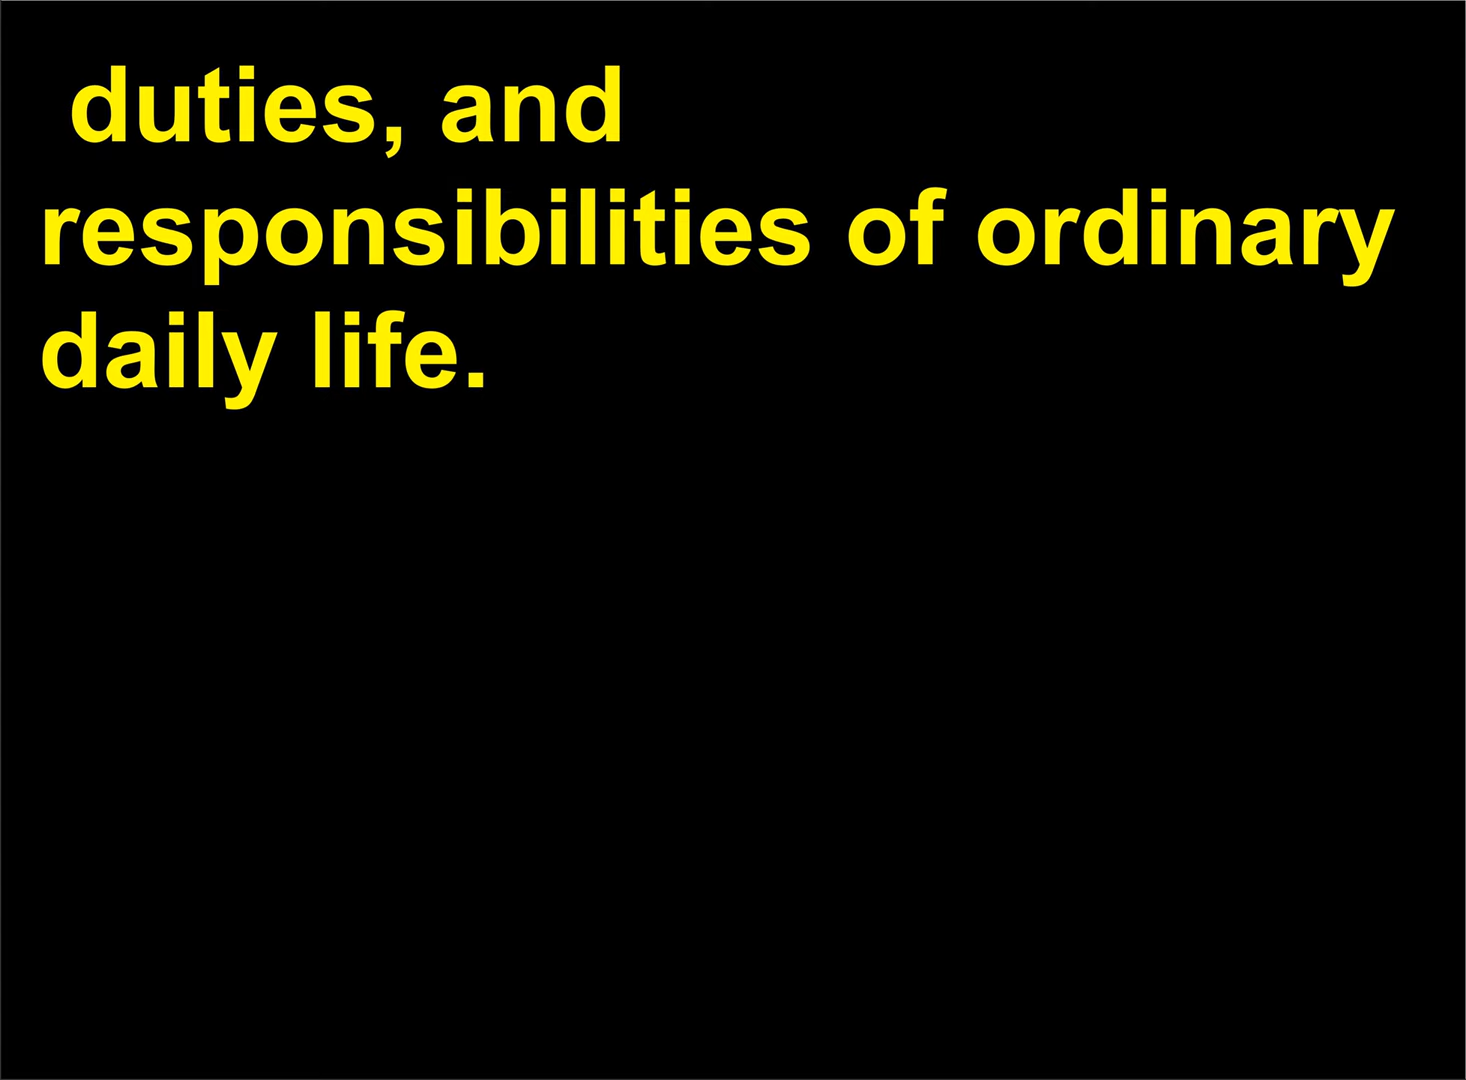 duties, and
responsibilities of ordinary
daily life.